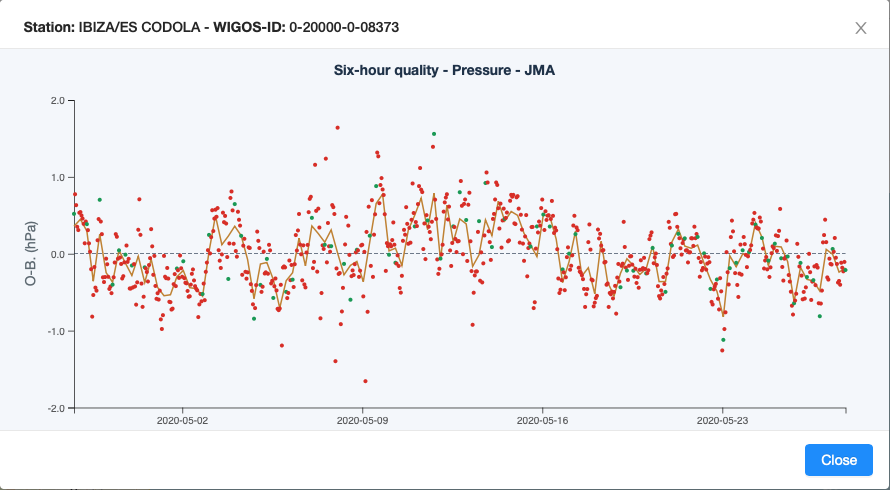 Station: IBIZA/ES CODOLA - WIGOS-ID: 0-20000-0-08373
Six-hour quality - Pressure - JMA
2.0
1.0
0.0
-1.0
-2.0
O-B. (hPa)
2020-05-02
2020-05-09
2020-05-16
2020-05-23
Close